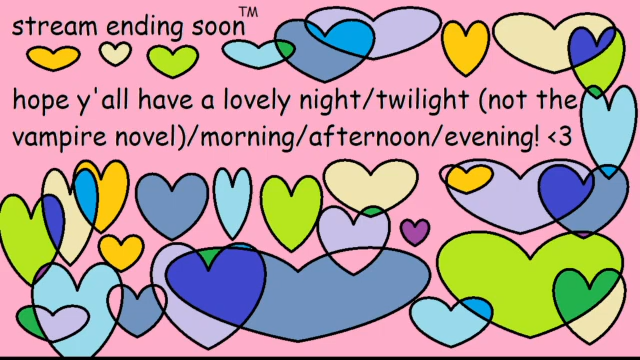 stream ending soon™
hope y'all have a lovely night/twilight (not the
vampire novel)/morning/afternoon/evening! <3